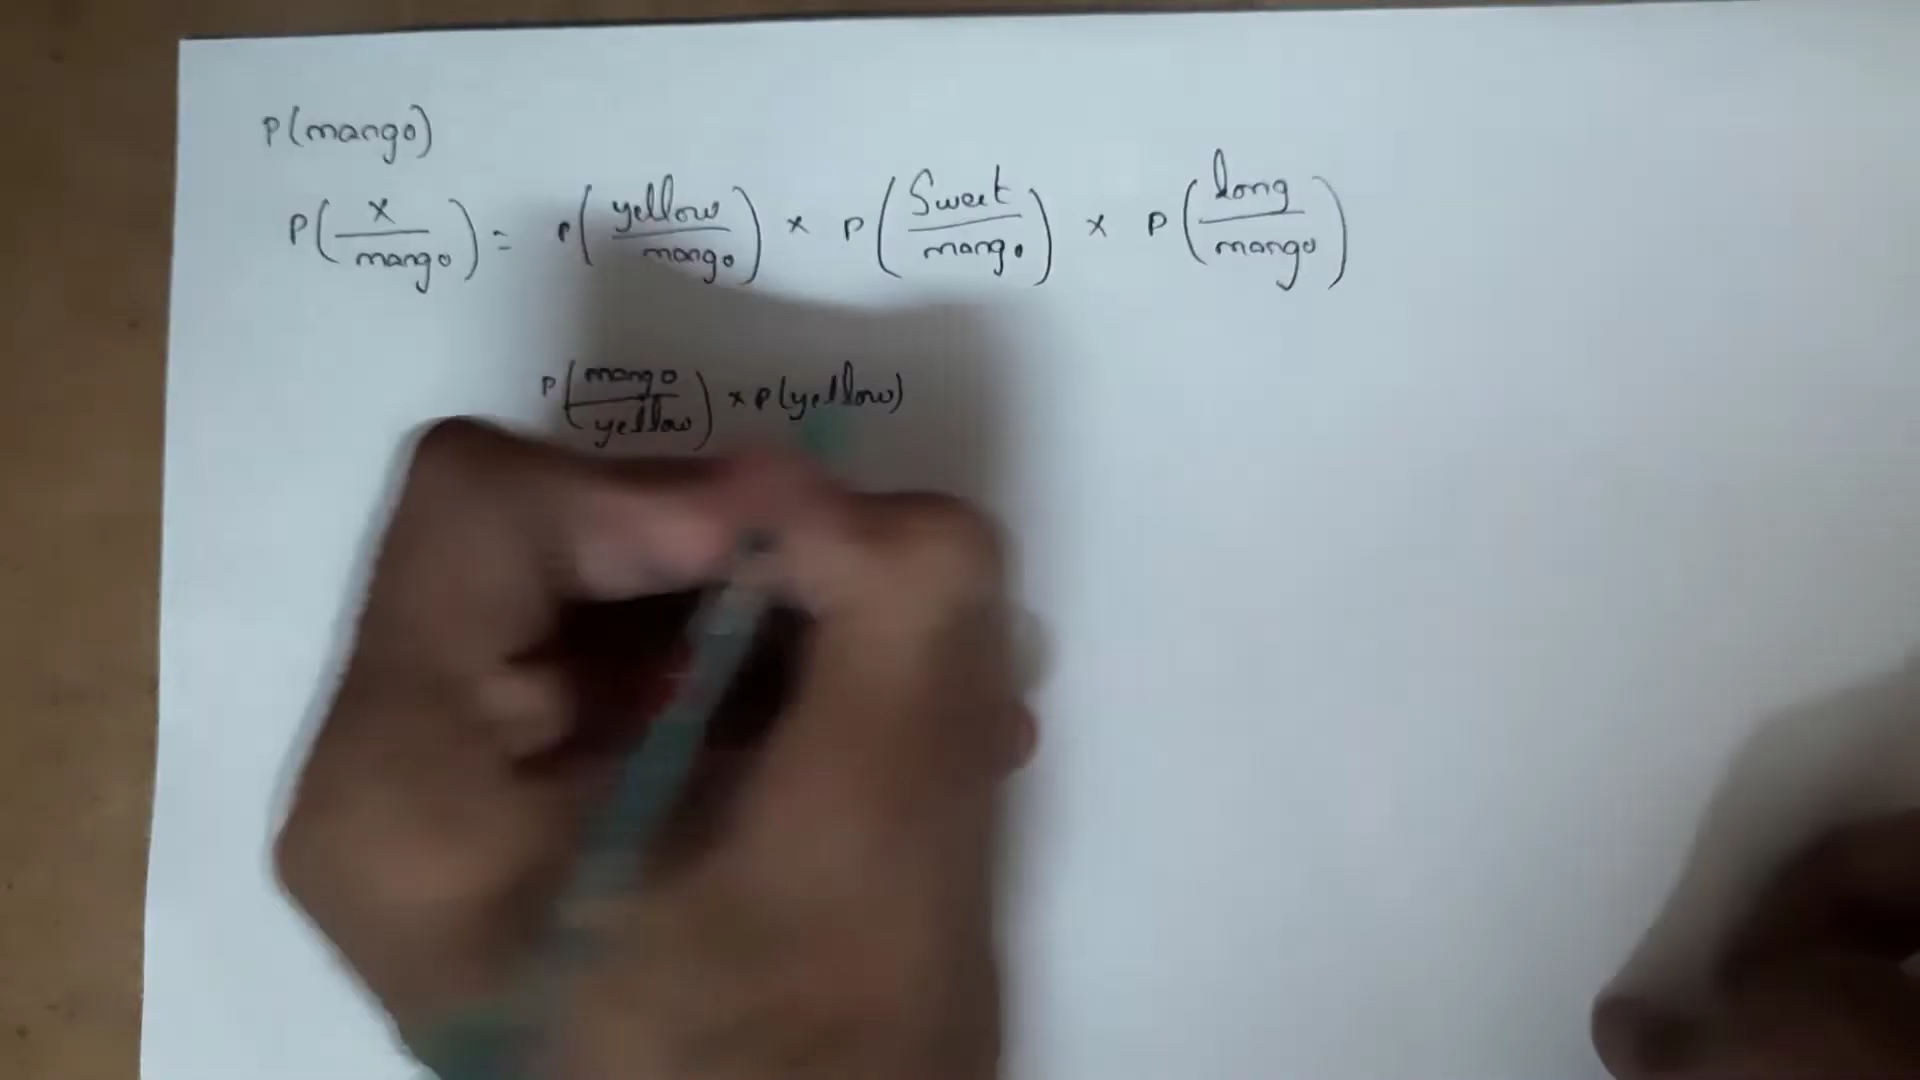 P(mango)
P(x/mango) = P(yellow/mango) x P(Sweet/mango) x P(long/mango)
P(mango/yellow) x P(yellow)